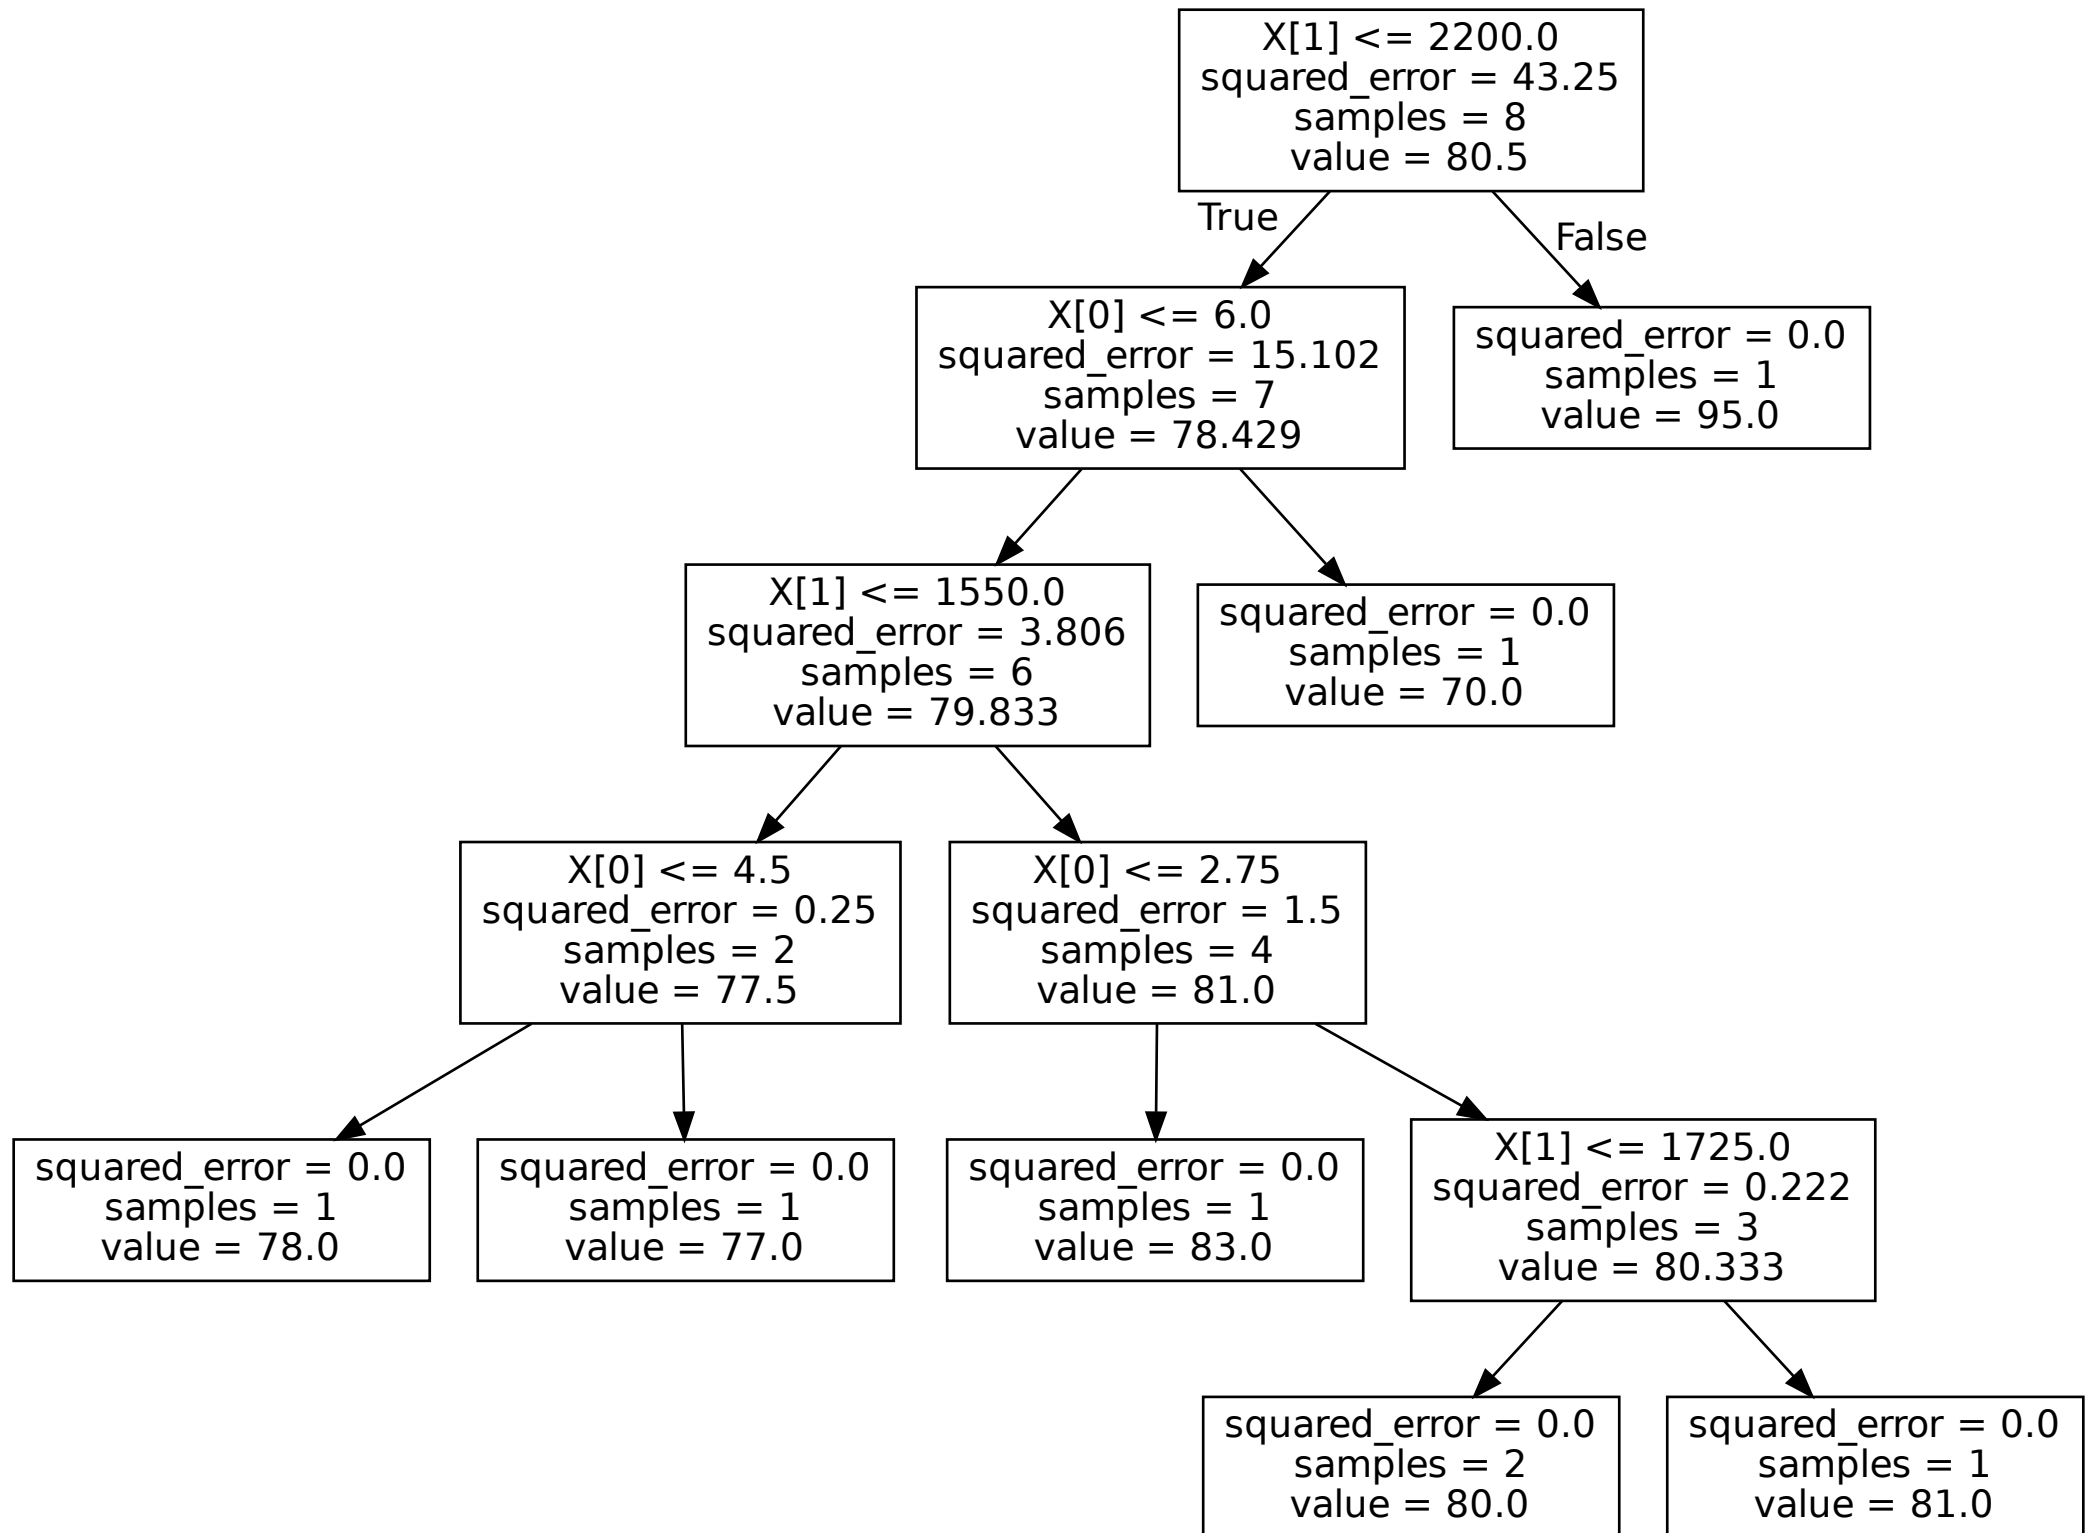 X[1] <= 2200.0
squared_error = 43.25
samples = 8
value = 80.5
True
False
X[0] <= 6.0
squared_error = 15.102
samples = 7
value = 78.429
squared_error = 0.0
samples = 1
value = 95.0
X[1] <= 1550.0
squared_error = 3.806
samples = 6
value = 79.833
squared_error = 0.0
samples = 1
value = 70.0
X[0] <= 4.5
squared_error = 0.25
samples = 2
value = 77.5
X[0] <= 2.75
squared_error = 1.5
samples = 4
value = 81.0
squared_error = 0.0
samples = 1
value = 78.0
squared_error = 0.0
samples = 1
value = 77.0
squared_error = 0.0
samples = 1
value = 83.0
X[1] <= 1725.0
squared_error = 0.222
samples = 3
value = 80.333
squared_error = 0.0
samples = 2
value = 80.0
squared_error = 0.0
samples = 1
value = 81.0